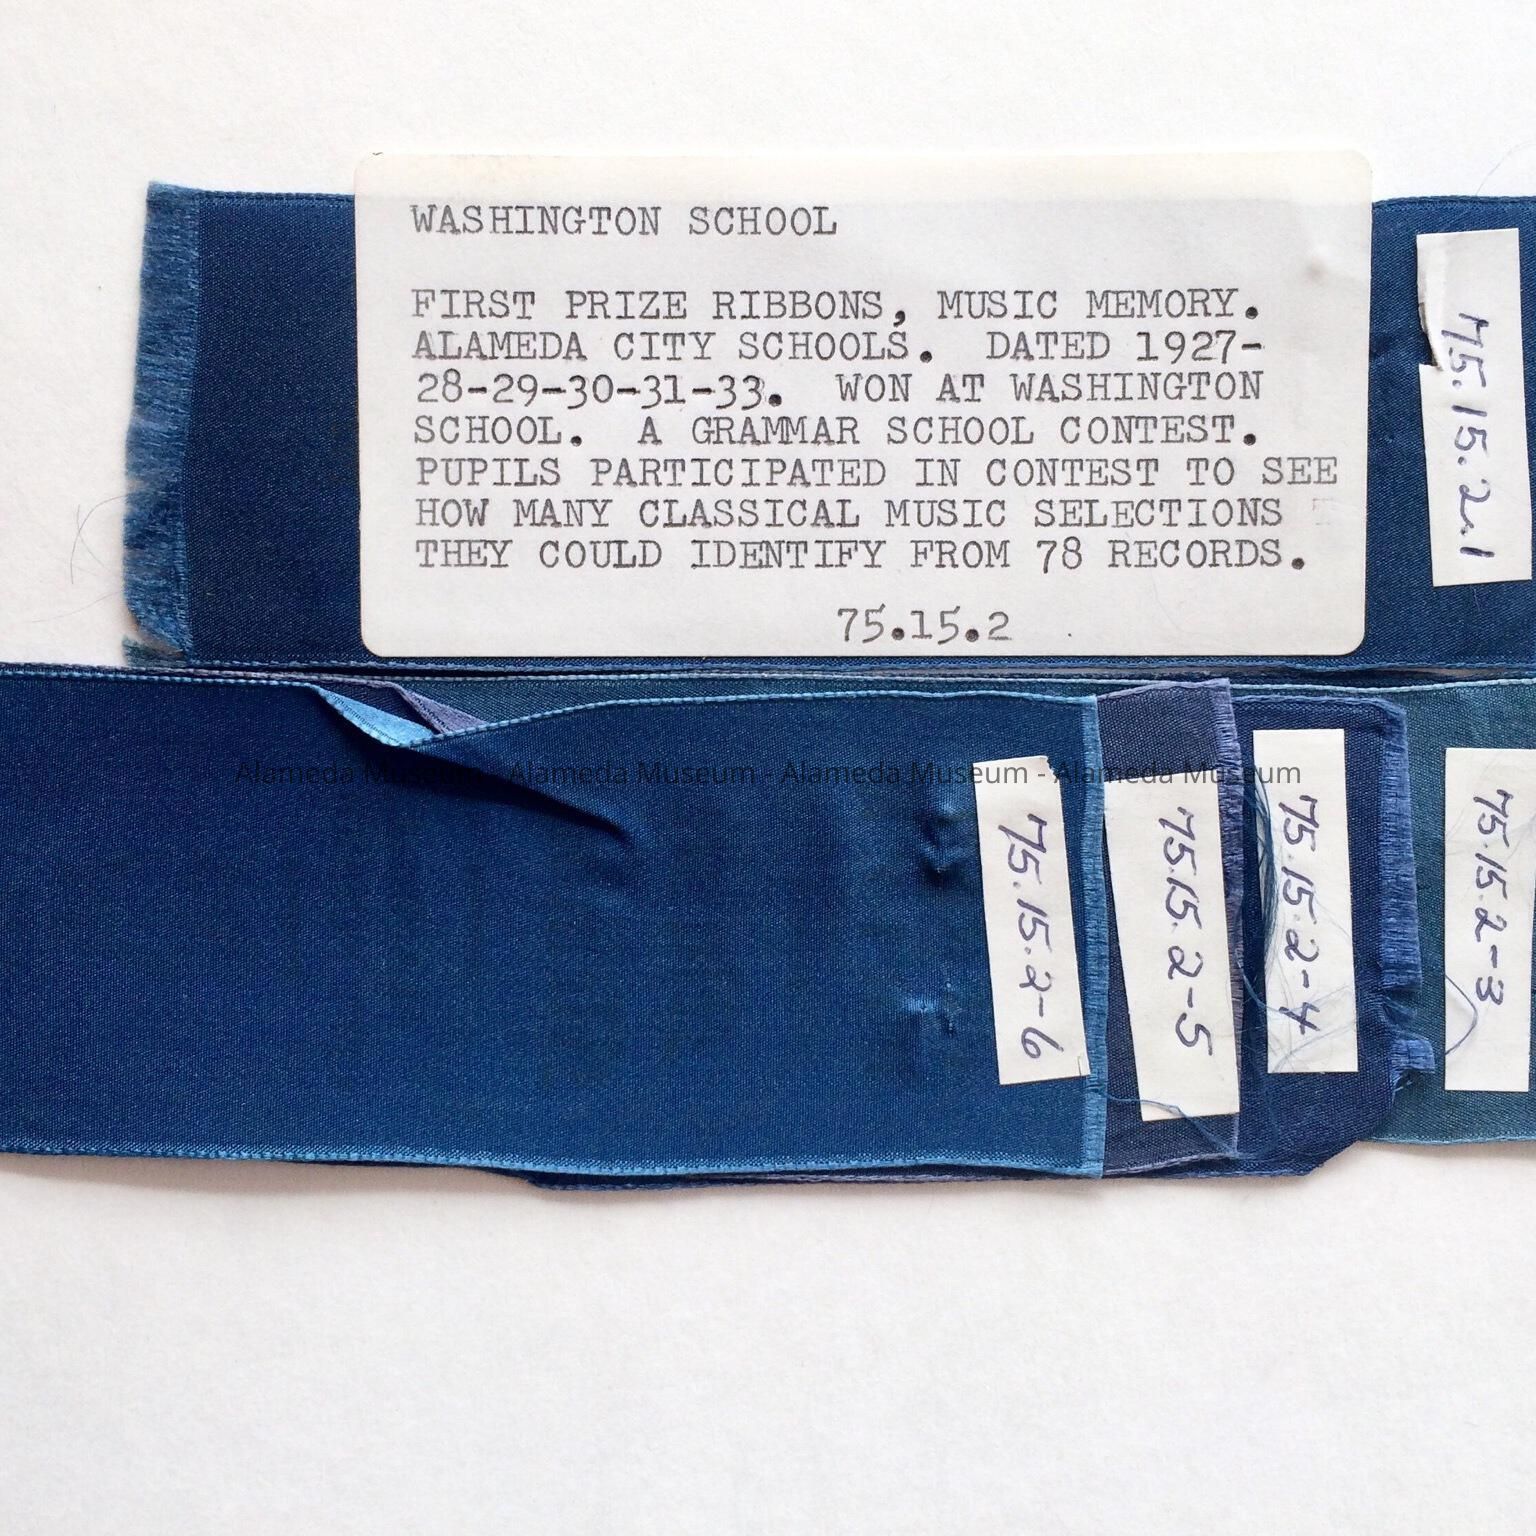 WASHINGTON SCHOOL
FIRST PRIZE RIBBONS, MUSIC MEMORY.
ALAMEDA CITY SCHOOLS. DATED 1927-
28-29-30-31-33. WON AT WASHINGTON
SCHOOL. A GRAMMAR SCHOOL CONTEST.
PUPILS PARTICIPATED IN CONTEST TO SEE
HOW MANY CLASSICAL MUSIC SELECTIONS
THEY COULD IDENTIFY FROM 78 RECORDS.
75.15.2
75.15.2.1
Alameda Museum - Alameda Museum - Alameda Museum - Alameda Museum
75.15.2-6
75.15.2-5
75.15.2-4
75.15.2-3